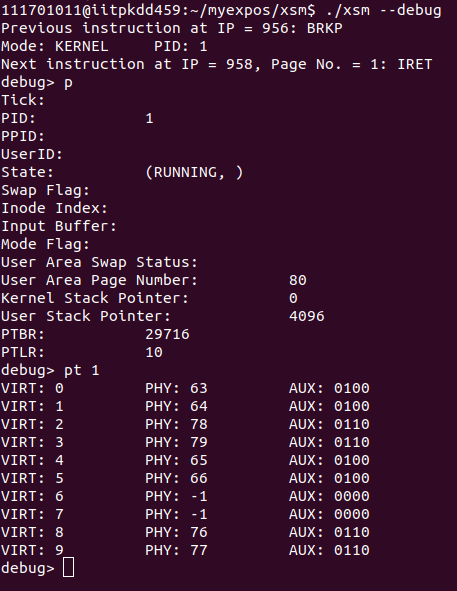 111701011@iitpkdd459:~/myexpos/xsm$ ./xsm --debug
Previous instruction at IP = 956: BRKP
Mode: KERNEL     PID: 1
Next instruction at IP = 958, Page No. = 1: IRET
debug> p
Tick:
PID:            1
PPID:
UserID:
State:          (RUNNING, )
Swap Flag:
Inode Index:
Input Buffer:
Mode Flag:
User Area Swap Status:
User Area Page Number:          80
Kernel Stack Pointer:           0
User Stack Pointer:             4096
PTBR:           29716
PTLR:           10
debug> pt 1
VIRT: 0         PHY: 63         AUX: 0100
VIRT: 1         PHY: 64         AUX: 0100
VIRT: 2         PHY: 78         AUX: 0110
VIRT: 3         PHY: 79         AUX: 0110
VIRT: 4         PHY: 65         AUX: 0100
VIRT: 5         PHY: 66         AUX: 0100
VIRT: 6         PHY: -1         AUX: 0000
VIRT: 7         PHY: -1         AUX: 0000
VIRT: 8         PHY: 76         AUX: 0110
VIRT: 9         PHY: 77         AUX: 0110
debug>